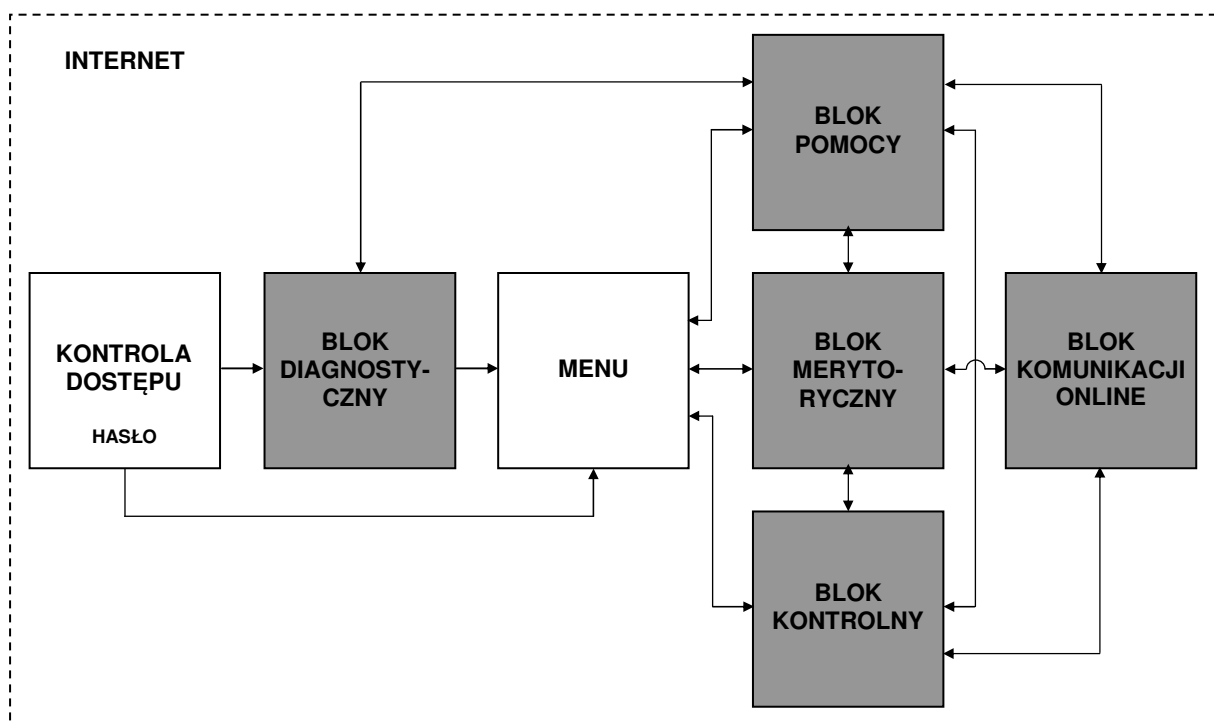 INTERNET
BLOK
POMOCY
KONTROLA
DOSTĘPU
HASŁO
BLOK
DIAGNOSTY-
CZNY
MENU
BLOK
MERYTO-
RYCZNY
BLOK
KOMUNIKACJI
ONLINE
BLOK
KONTROLNY